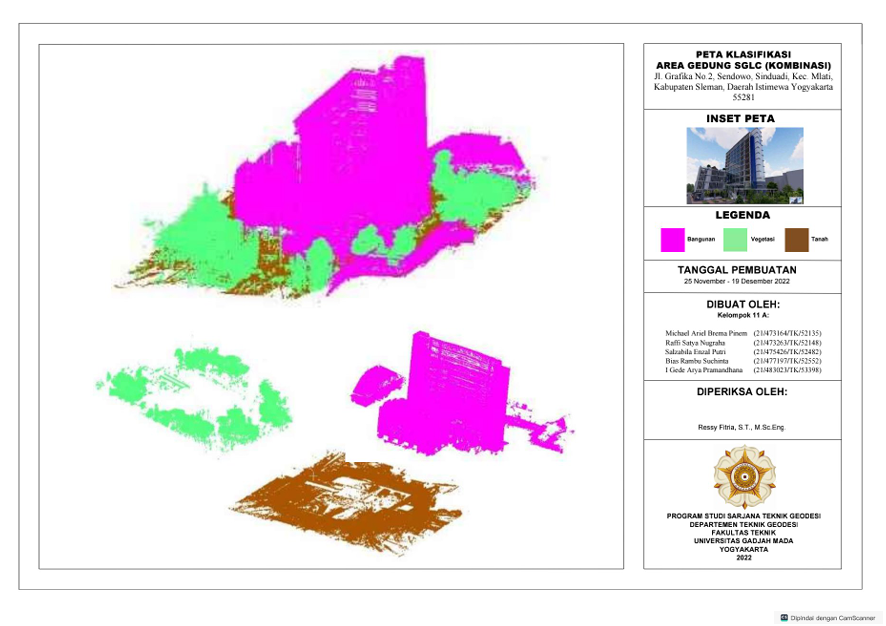 PETA KLASIFIKASI
AREA GEDUNG SGLC (KOMBINASI)
Jl. Grafika No.2, Sendowo, Sinduadi, Kec. Mlati,
Kabupaten Sleman, Daerah Istimewa Yogyakarta
55281
INSET PETA
LEGENDA
Bangunan
Vegetasi
Tanah
TANGGAL PEMBUATAN
25 November - 19 Desember 2022
DIBUAT OLEH:
Kelompok 11 A:
Michael Ariel Brema Pinem (21/473164/TK/52135)
Raffi Satya Nugraha (21/473263/TK/52148)
Salzabila Enzal Putri (21/475426/TK/52482)
Bias Rambu Suchinta (21/477197/TK/52552)
I Gede Arya Pramandhana (21/483023/TK/53398)
DIPERIKSA OLEH:
Ressy Fitria, S.T., M.Sc.Eng.
PROGRAM STUDI SARJANA TEKNIK GEODESI
DEPARTEMEN TEKNIK GEODESI
FAKULTAS TEKNIK
UNIVERSITAS GADJAH MADA
YOGYAKARTA
2022
CS Dipindai dengan CamScanner